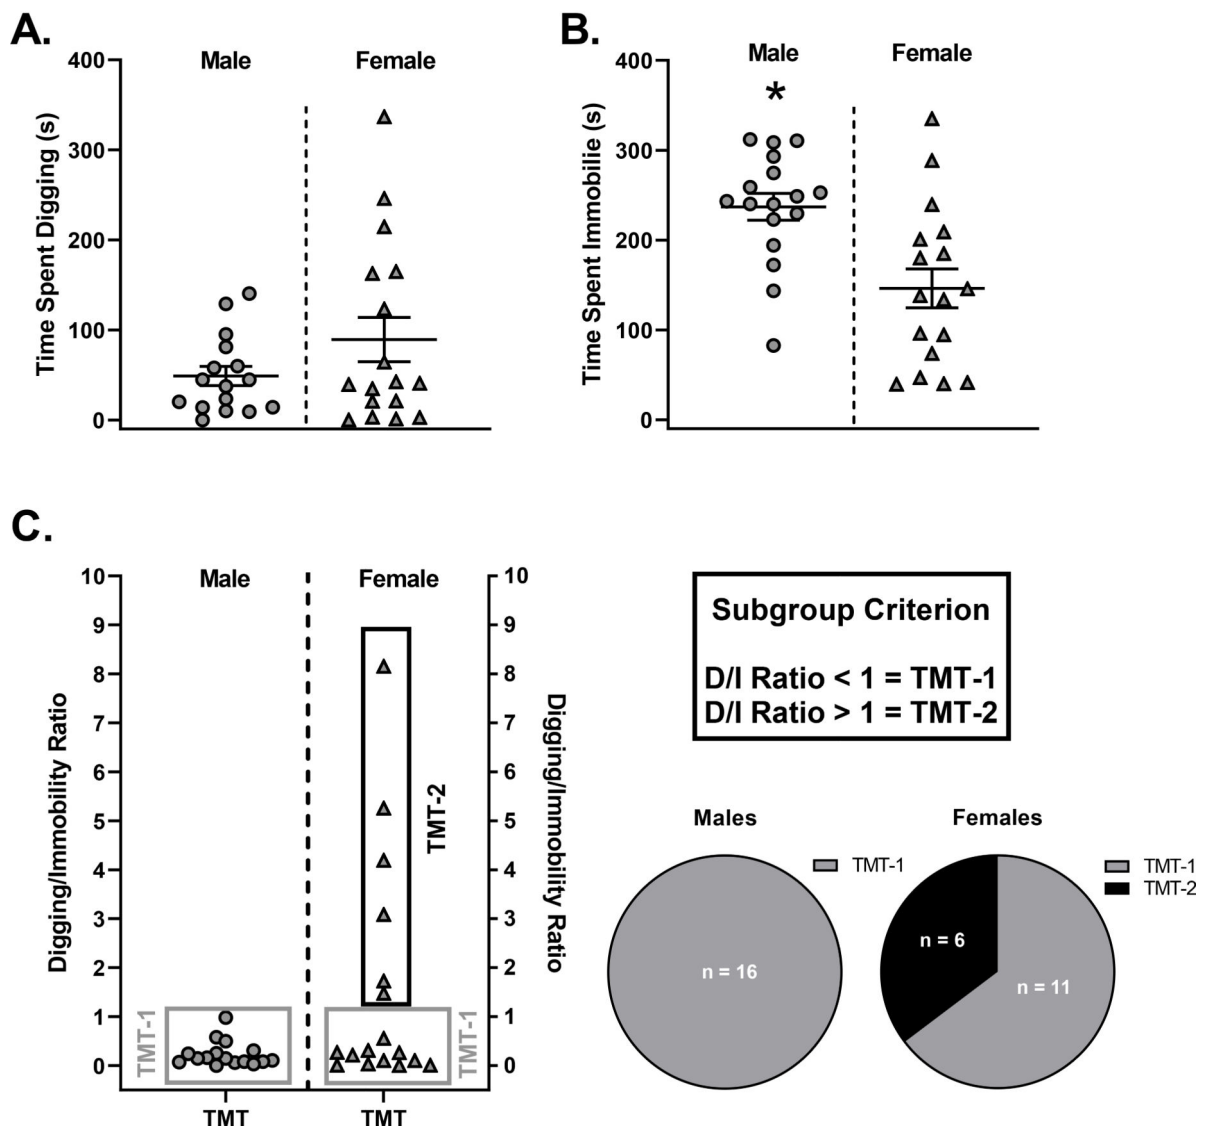 A.
Male
Female
400
300
200
100
0
Time Spent Digging (s)
B.
Male
Female
*
400
300
200
100
0
Time Spent Immobilie (s)
C.
Male
Female
10
9
8
7
6
5
4
3
2
1
0
Digging/Immobility Ratio
TMT-1
TMT
TMT-2
TMT-1
TMT
10
9
8
7
6
5
4
3
2
1
0
Digging/Immobility Ratio
Subgroup Criterion
D/I Ratio < 1 = TMT-1
D/I Ratio > 1 = TMT-2
Males
TMT-1
n = 16
Females
TMT-1
TMT-2
n = 6
n = 11